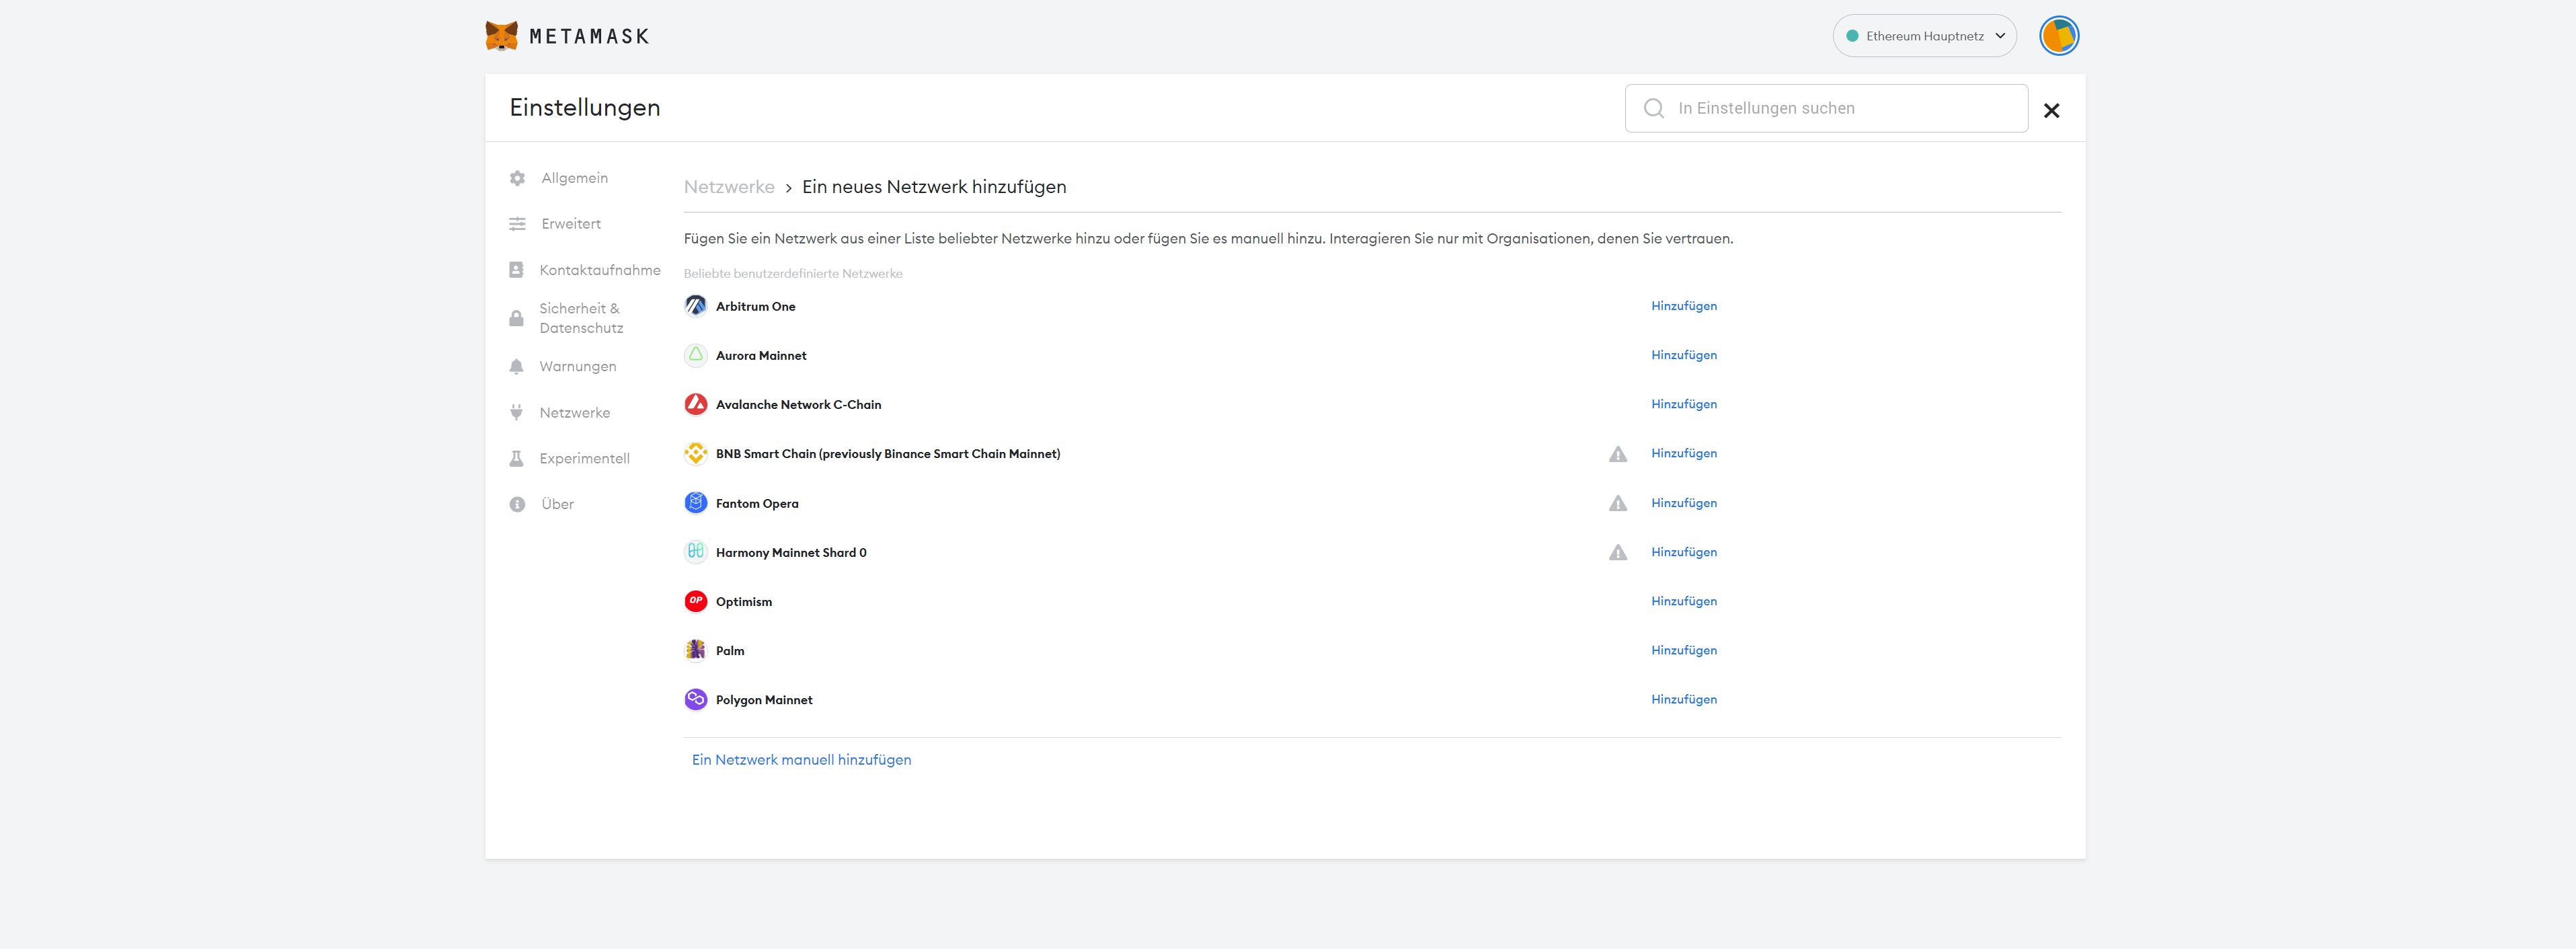 METAMASK
Ethereum Hauptnetz
Einstellungen
In Einstellungen suchen
Allgemein
Erweitert
Kontaktaufnahme
Sicherheit &
Datenschutz
Warnungen
Netzwerke
Experimentell
Über
Netzwerke > Ein neues Netzwerk hinzufügen
Fügen Sie ein Netzwerk aus einer Liste beliebter Netzwerke hinzu oder fügen Sie es manuell hinzu. Interagieren Sie nur mit Organisationen, denen Sie vertrauen.
Beliebte benutzerdefinierte Netzwerke
Arbitrum One Hinzufügen
Aurora Mainnet Hinzufügen
Avalanche Network C-Chain Hinzufügen
BNB Smart Chain (previously Binance Smart Chain Mainnet) Hinzufügen
Fantom Opera Hinzufügen
Harmony Mainnet Shard 0 Hinzufügen
OP Optimism Hinzufügen
Palm Hinzufügen
Polygon Mainnet Hinzufügen
Ein Netzwerk manuell hinzufügen